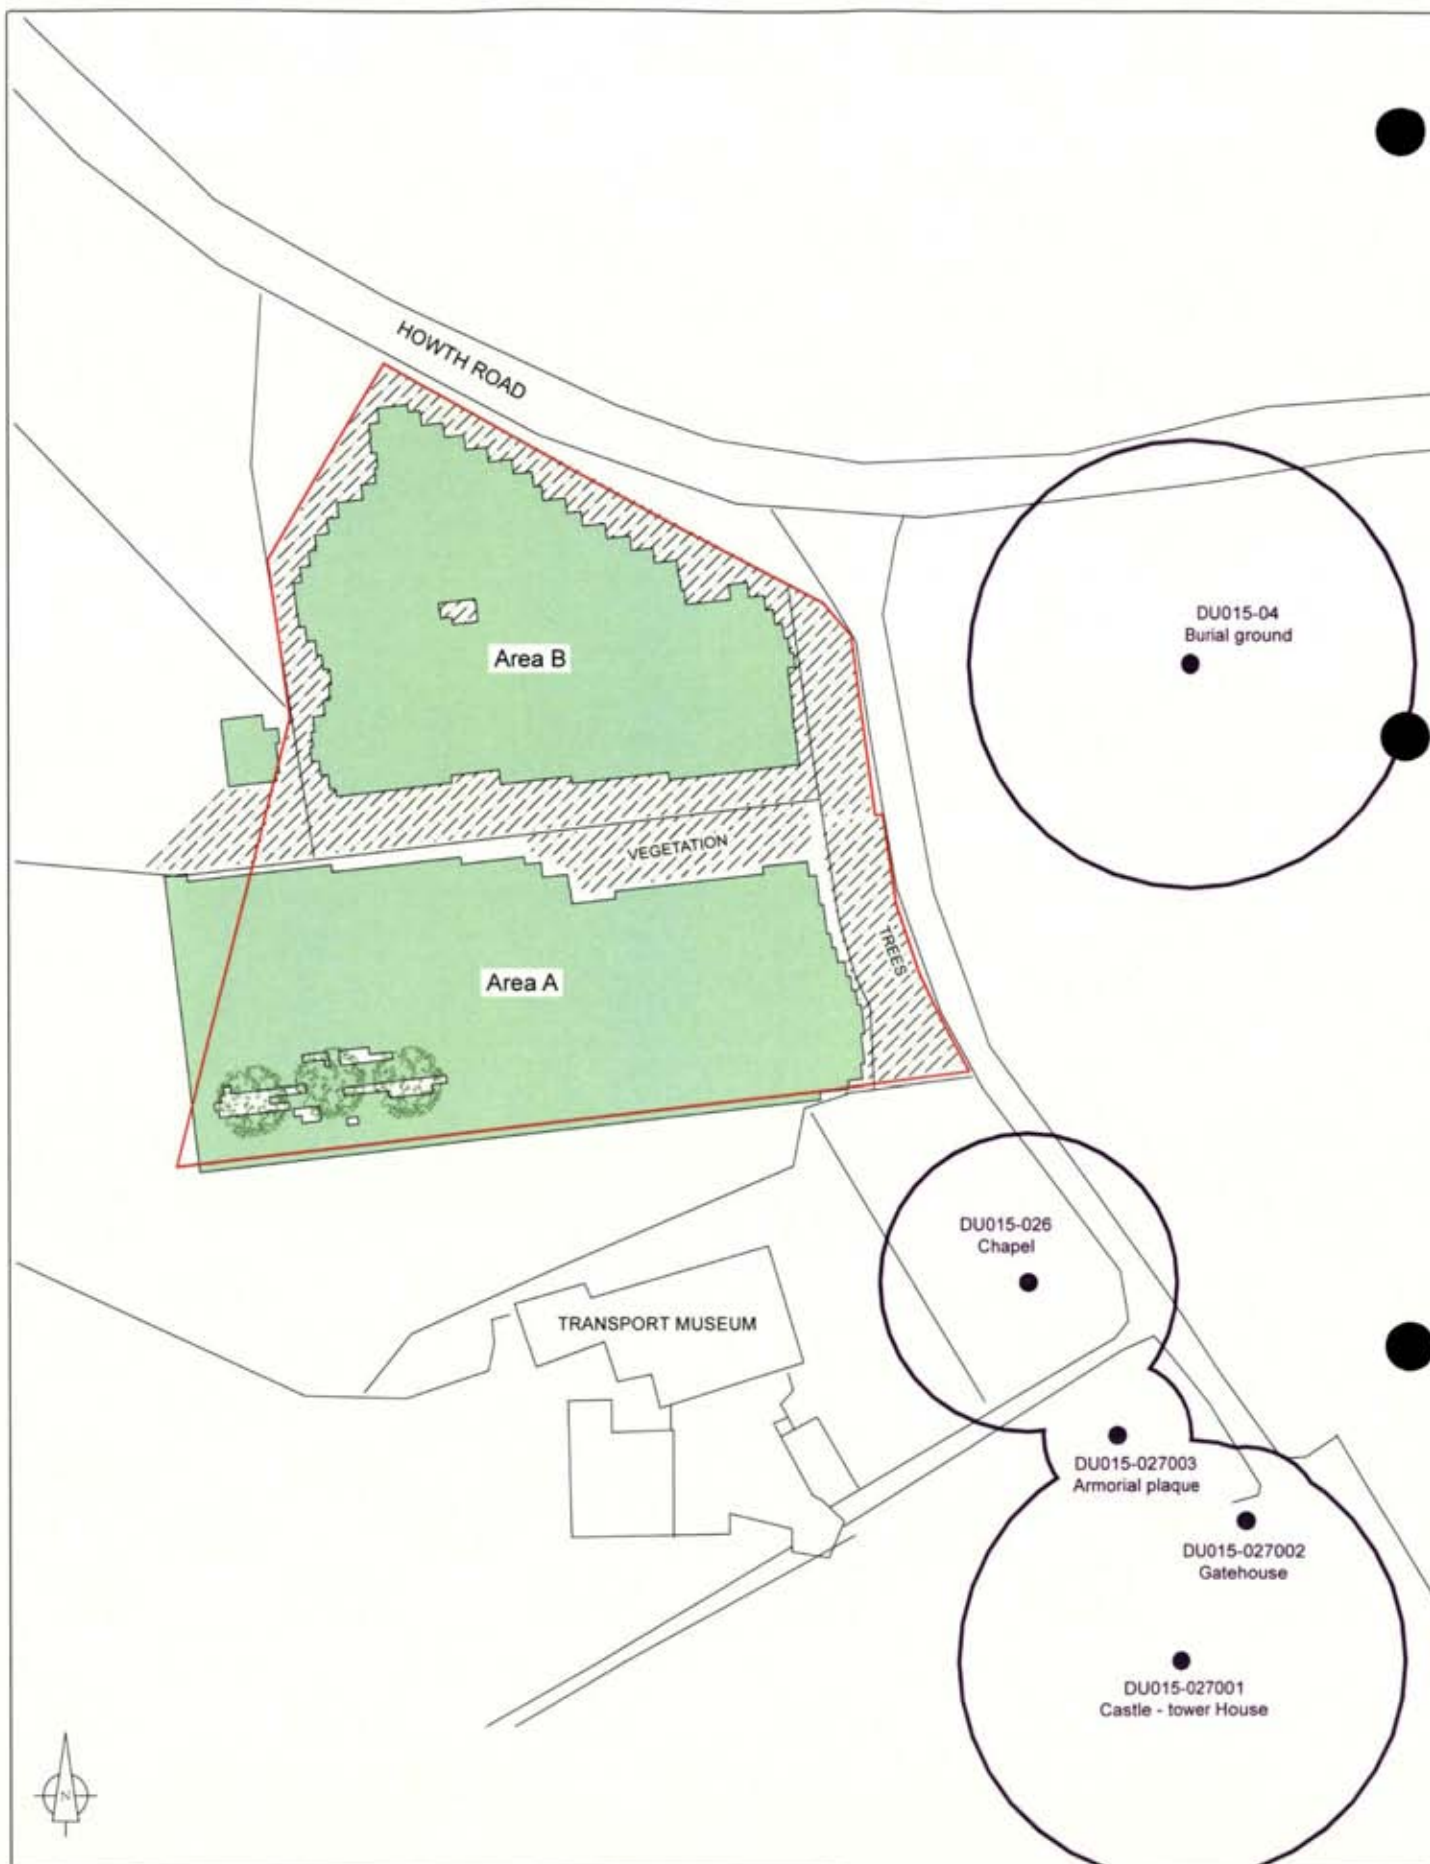 HOWTH ROAD
DU015-04
Burial ground
Area B
VEGETATION
TREES
Area A
DU015-026
Chapel
TRANSPORT MUSEUM
DU015-027003
Armorial plaque
DU015-027002
Gatehouse
DU015-027001
Castle - tower House
N